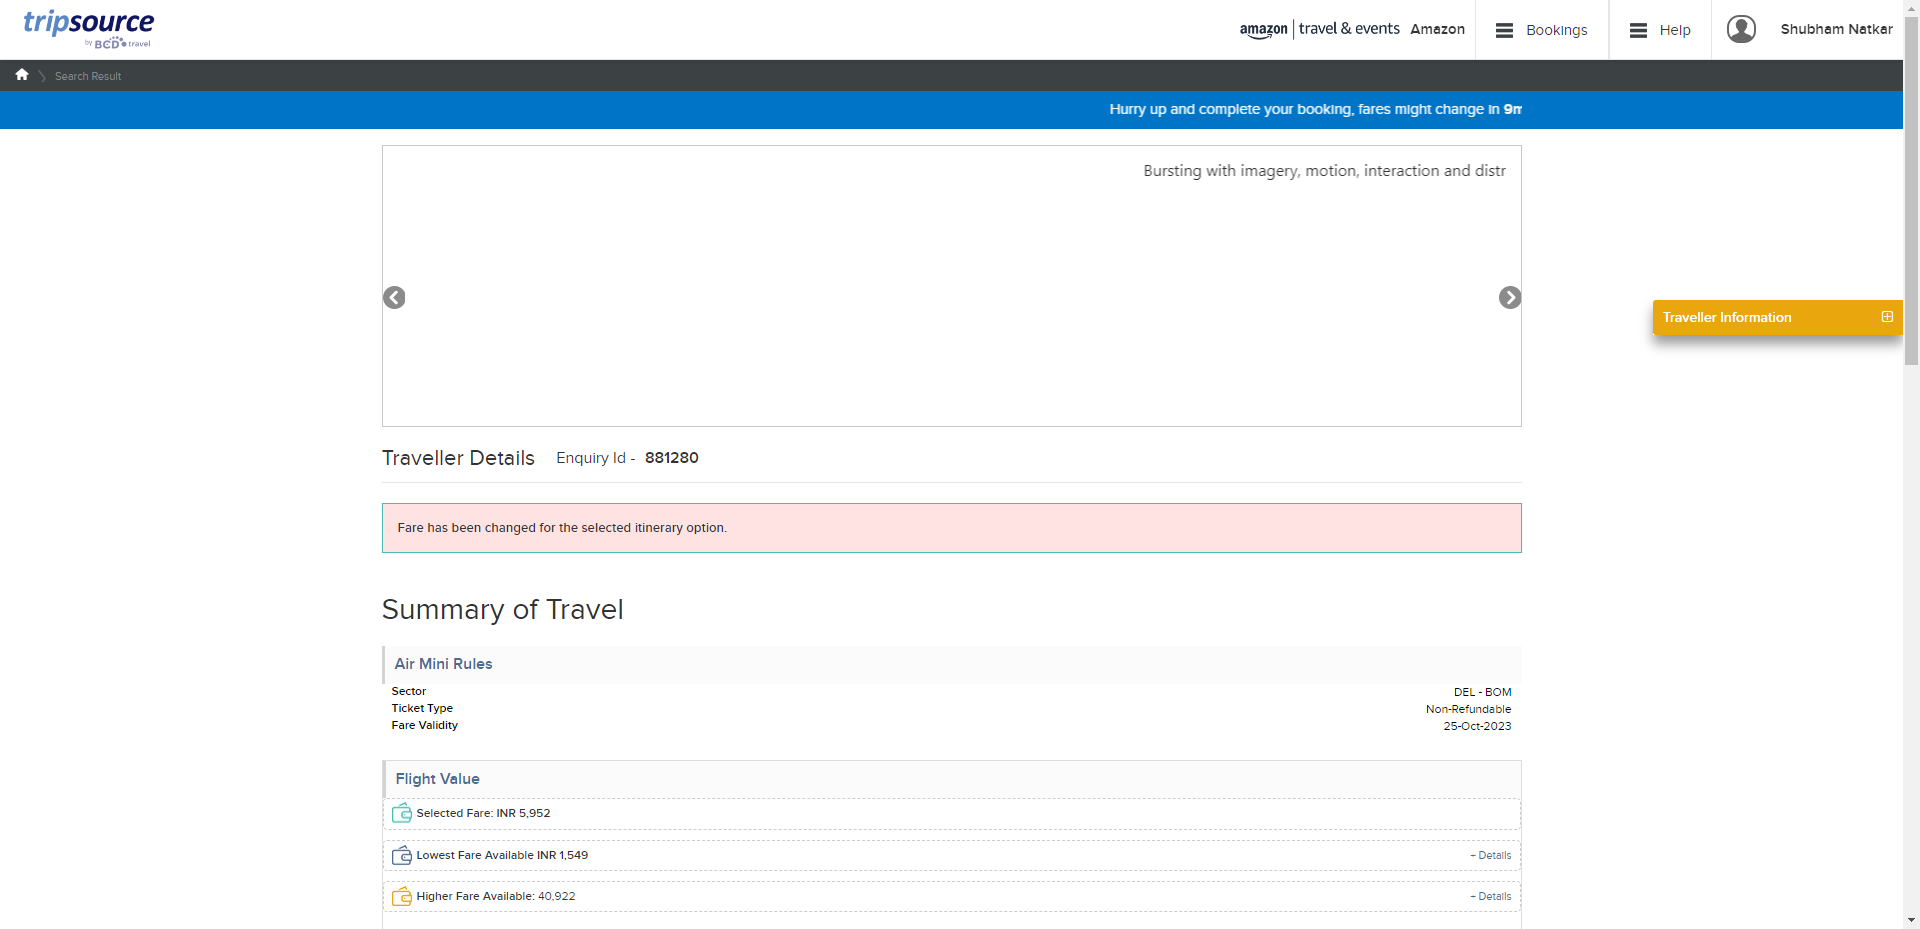 tripsource
by BCD travel
amazon travel & events Amazon
Bookings
Help
Shubham Natkar
Search Result
Hurry up and complete your booking, fares might change in 9m
Bursting with imagery, motion, interaction and distr
Traveller Information
Traveller Details Enquiry Id - 881280
Fare has been changed for the selected itinerary option.
Summary of Travel
Air Mini Rules
Sector DEL - BOM
Ticket Type Non-Refundable
Fare Validity 25-Oct-2023
Flight Value
Selected Fare: INR 5,952
Lowest Fare Available INR 1,549 + Details
Higher Fare Available: 40,922 + Details